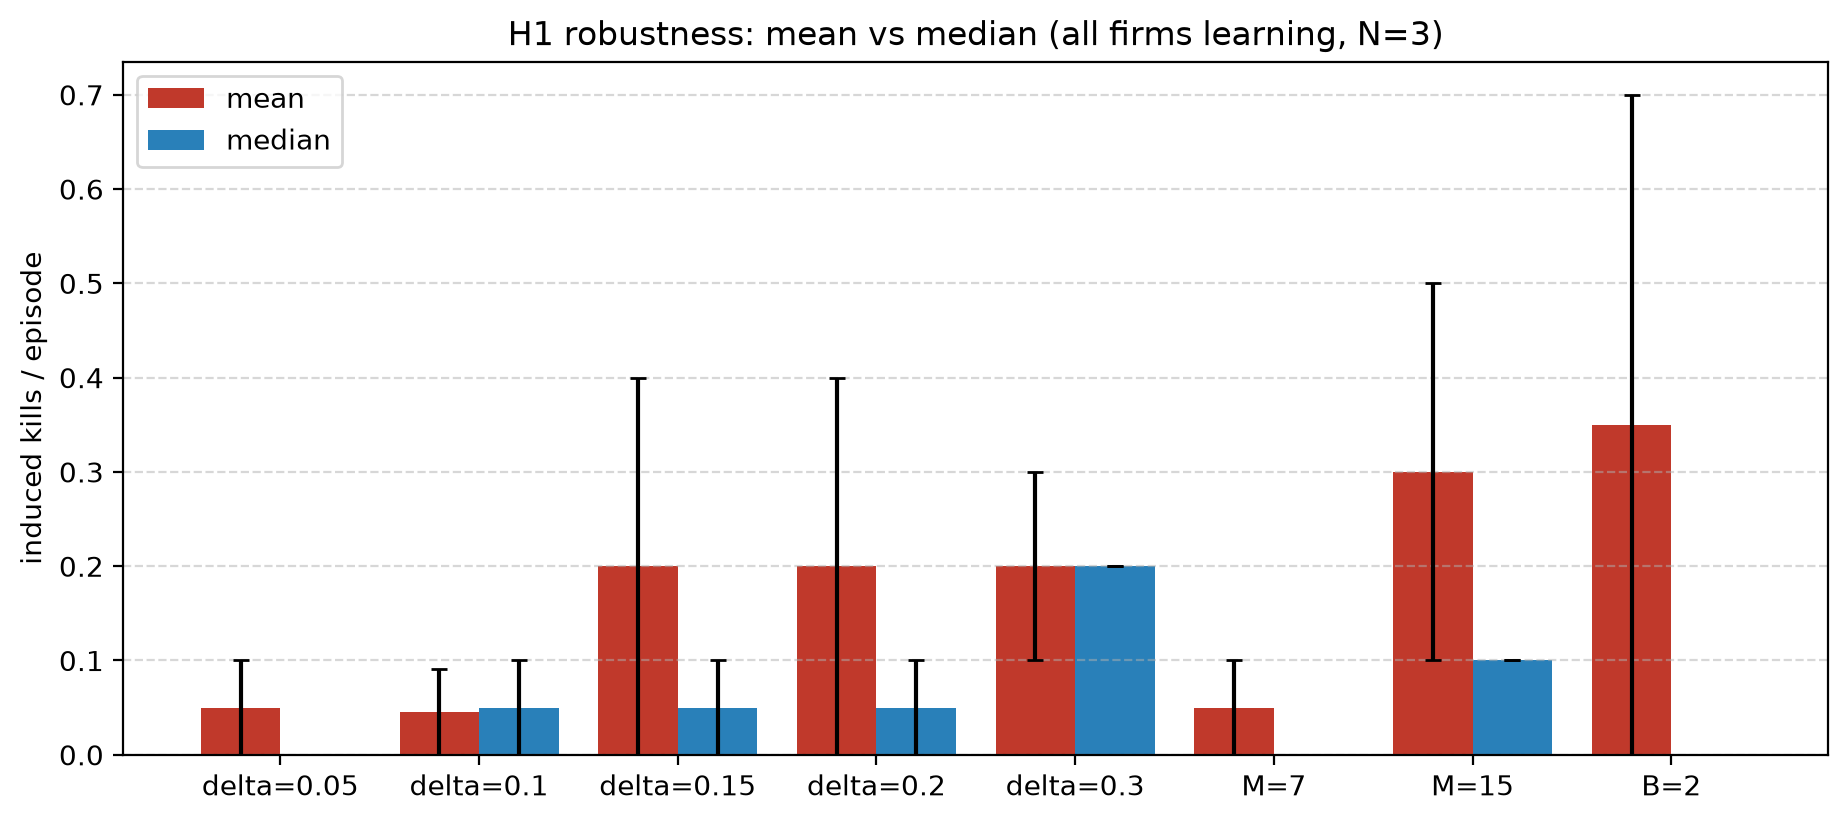 H1 robustness: mean vs median (all firms learning, N=3)
mean
median
induced kills / episode
0.7
0.6
0.5
0.4
0.3
0.2
0.1
0.0
delta=0.05
delta=0.1
delta=0.15
delta=0.2
delta=0.3
M=7
M=15
B=2